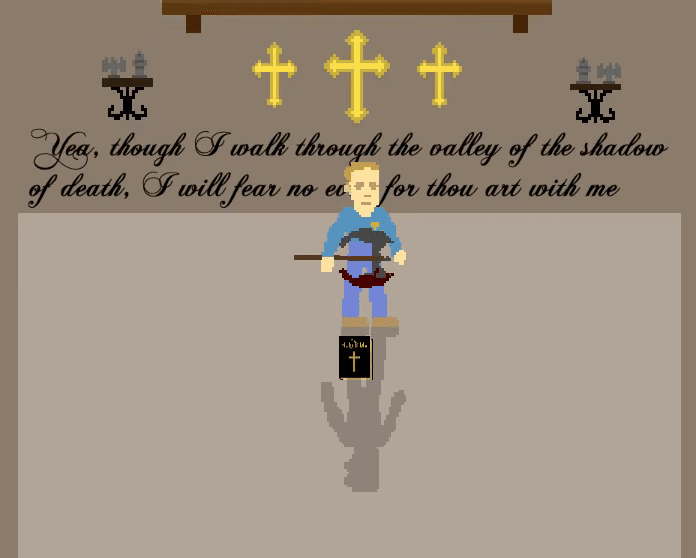 Yea, though I walk through the valley of the shadow
of death, I will fear no for thou art with me